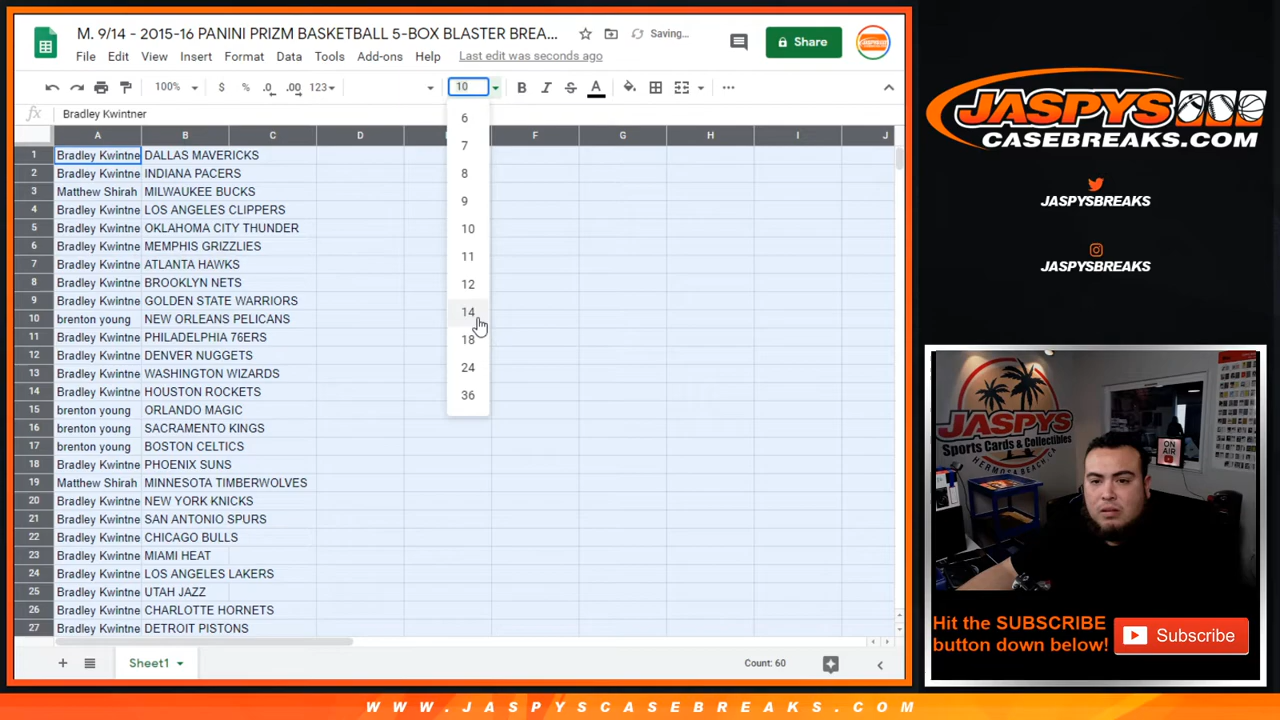 M. 9/14 - 2015-16 PANINI PRIZM BASKETBALL 5-BOX BLASTER BREA...
Saving...
Share
File Edit View Insert Format Data Tools Add-ons Help Last edit was seconds ago
100% $ % .0 .00 123 10 B I S A
fx Bradley Kwintner
A B C D F G H I J
1 Bradley Kwintne DALLAS MAVERICKS
2 Bradley Kwintne INDIANA PACERS
3 Matthew Shirah MILWAUKEE BUCKS
4 Bradley Kwintne LOS ANGELES CLIPPERS
5 Bradley Kwintne OKLAHOMA CITY THUNDER
6 Bradley Kwintne MEMPHIS GRIZZLIES
7 Bradley Kwintne ATLANTA HAWKS
8 Bradley Kwintne BROOKLYN NETS
9 Bradley Kwintne GOLDEN STATE WARRIORS
10 brenton young NEW ORLEANS PELICANS
11 Bradley Kwintne PHILADELPHIA 76ERS
12 Bradley Kwintne DENVER NUGGETS
13 Bradley Kwintne WASHINGTON WIZARDS
14 Bradley Kwintne HOUSTON ROCKETS
15 brenton young ORLANDO MAGIC
16 brenton young SACRAMENTO KINGS
17 brenton young BOSTON CELTICS
18 Bradley Kwintne PHOENIX SUNS
19 Matthew Shirah MINNESOTA TIMBERWOLVES
20 Bradley Kwintne NEW YORK KNICKS
21 Bradley Kwintne SAN ANTONIO SPURS
22 Bradley Kwintne CHICAGO BULLS
23 Bradley Kwintne MIAMI HEAT
24 Bradley Kwintne LOS ANGELES LAKERS
25 Bradley Kwintne UTAH JAZZ
26 Bradley Kwintne CHARLOTTE HORNETS
27 Bradley Kwintne DETROIT PISTONS
6
7
8
9
10
11
12
14
18
24
36
Sheet1
Count: 60
JASPYS
CASEBREAKS.COM
JASPYSBREAKS
JASPYSBREAKS
JASPYS
Sports Cards & Collectibles
HERMOSA BEACH, CA
ON
AIR
Hit the SUBSCRIBE
button down below!
Subscribe
WWW.JASPYSCASEBREAKS.COM